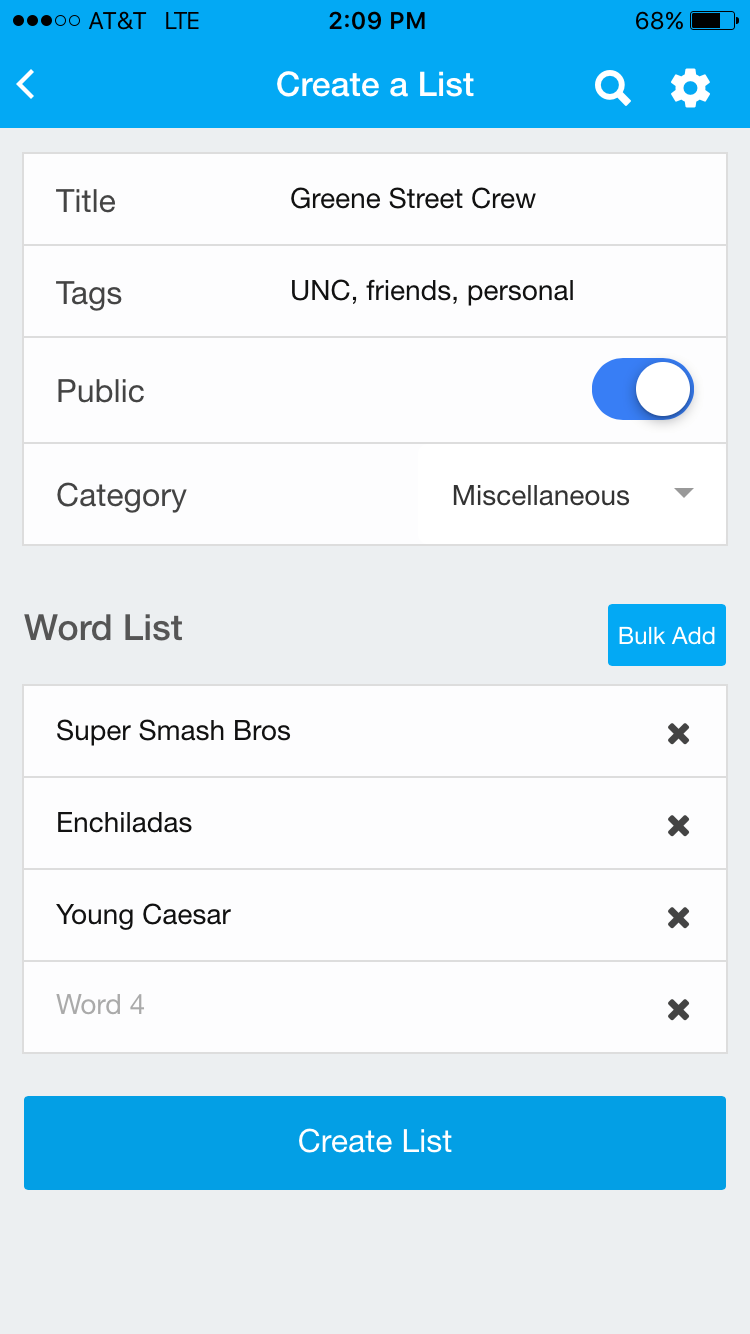 AT&T LTE 2:09 PM 68%
Create a List
Title Greene Street Crew
Tags UNC, friends, personal
Public
Category Miscellaneous
Word List Bulk Add
Super Smash Bros
Enchiladas
Young Caesar
Word 4
Create List